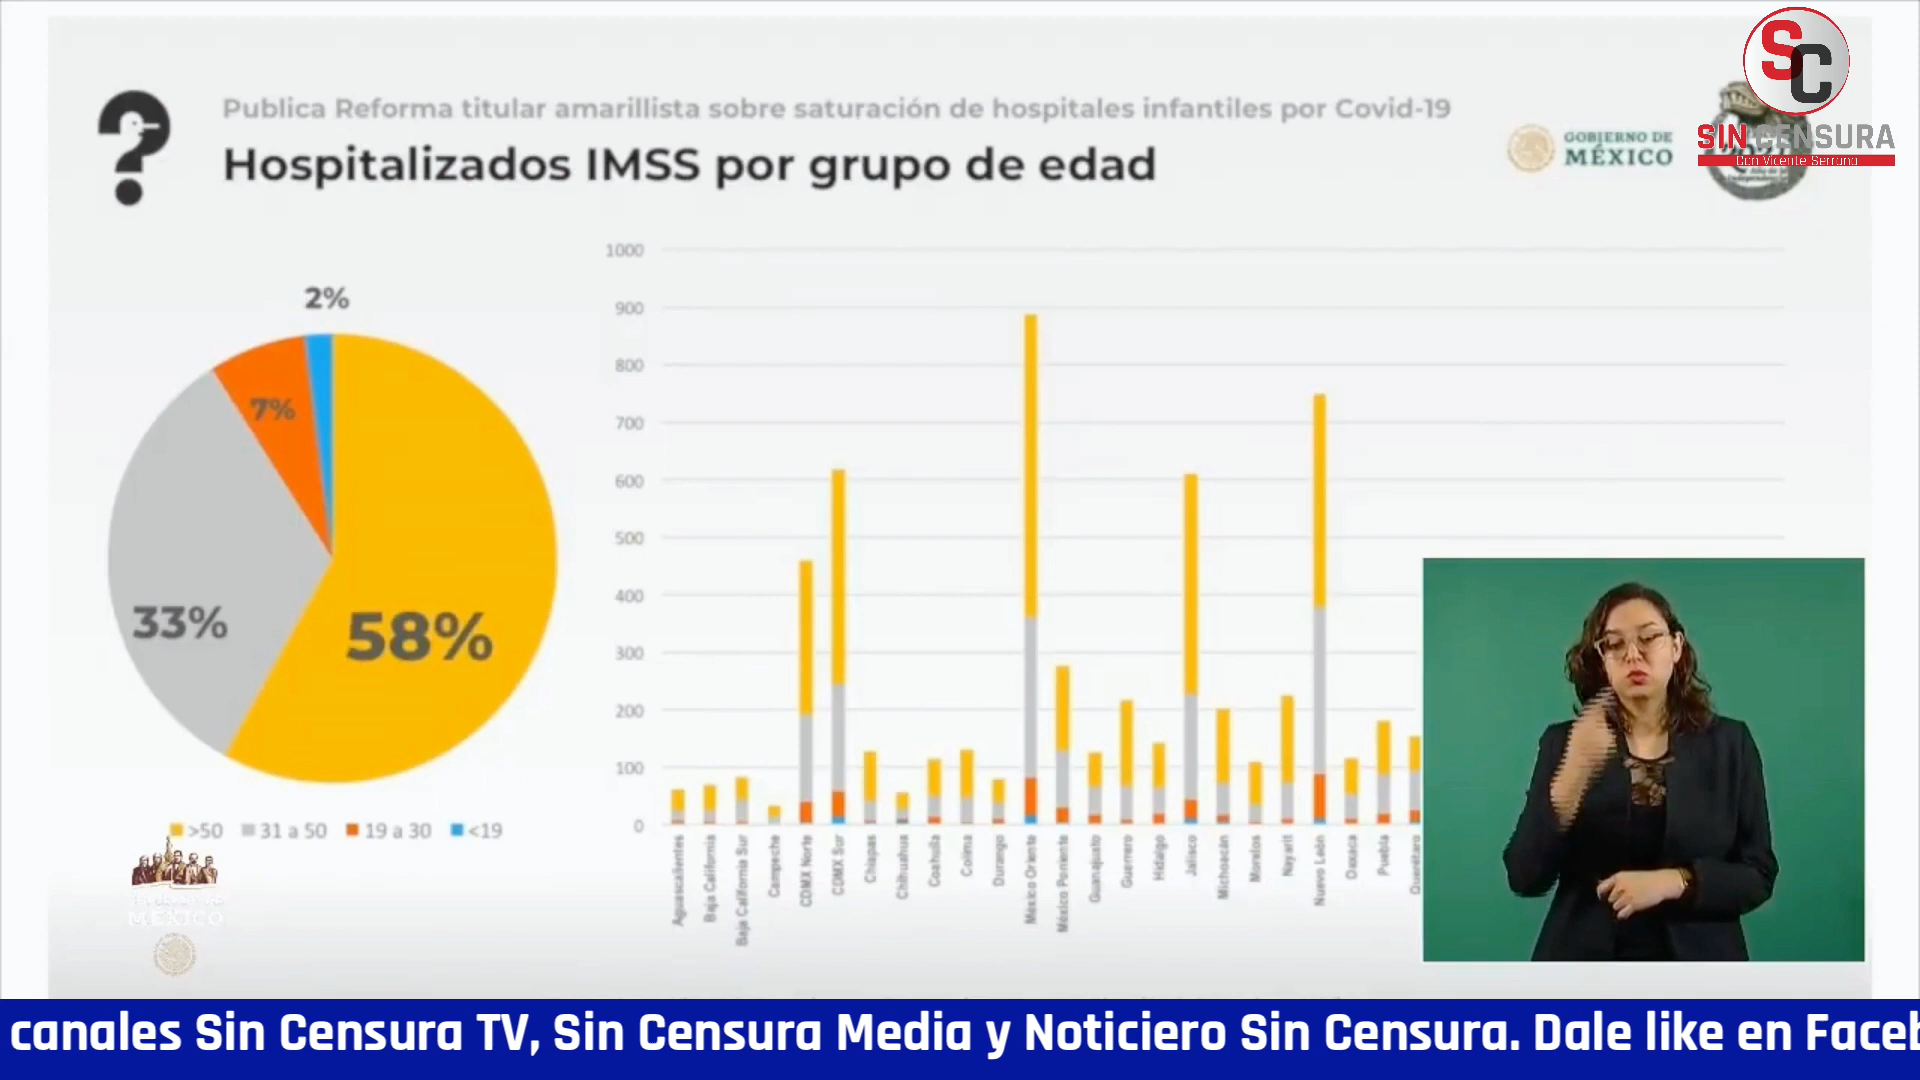 Publica Reforma titular amarillista sobre saturación de hospitales infantiles por Covid-19
Hospitalizados IMSS por grupo de edad
GOBIERNO DE
MÉXICO
SC
SIN CENSURA
Con Vicente Serrano
2%
7%
33%
58%
>50
31 a 50
19 a 30
<19
1000
900
800
700
600
500
400
300
200
100
0
Aguascalientes
Baja California
Baja California Sur
Campeche
CDMX Norte
CDMX Sur
Chiapas
Chihuahua
Coahuila
Colima
Durango
México Oriente
México Poniente
Guanajuato
Guerrero
Hidalgo
Jalisco
Michoacán
Morelos
Nayarit
Nuevo León
Oaxaca
Puebla
Querétaro
MÉXICO
canales Sin Censura TV, Sin Censura Media y Noticiero Sin Censura. Dale like en Faceb